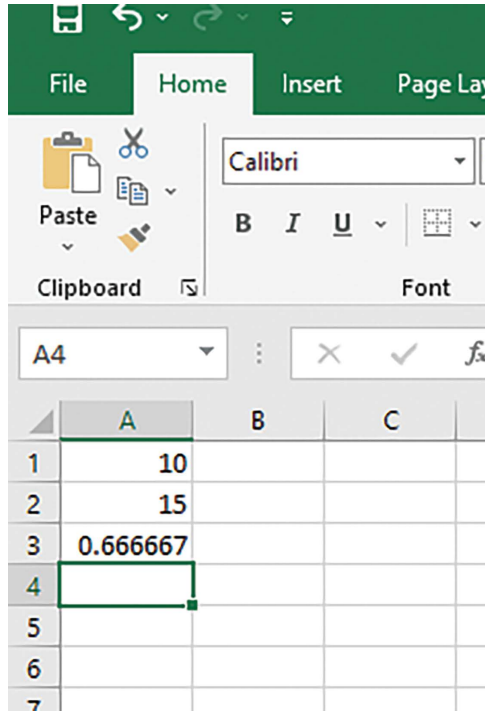 File Home Insert Page Lay
Paste
Calibri
B I U
Clipboard Font
A4 fx
A B C
1 10
2 15
3 0.666667
4
5
6
7